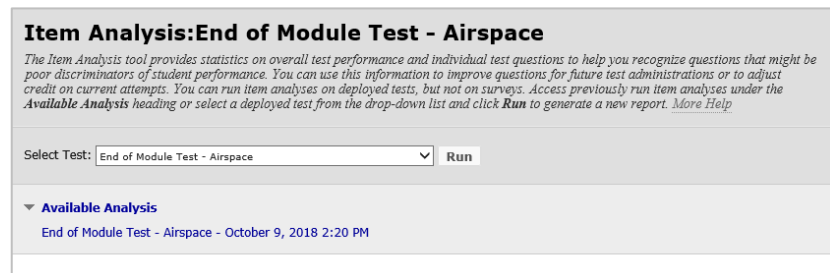 Item Analysis:End of Module Test - Airspace
The Item Analysis tool provides statistics on overall test performance and individual test questions to help you recognize questions that might be
poor discriminators of student performance. You can use this information to improve questions for future test administrations or to adjust
credit on current attempts. You can run item analyses on deployed tests, but not on surveys. Access previously run item analyses under the
Available Analysis heading or select a deployed test from the drop-down list and click Run to generate a new report. More Help
Select Test: End of Module Test - Airspace Run
Available Analysis
End of Module Test - Airspace - October 9, 2018 2:20 PM